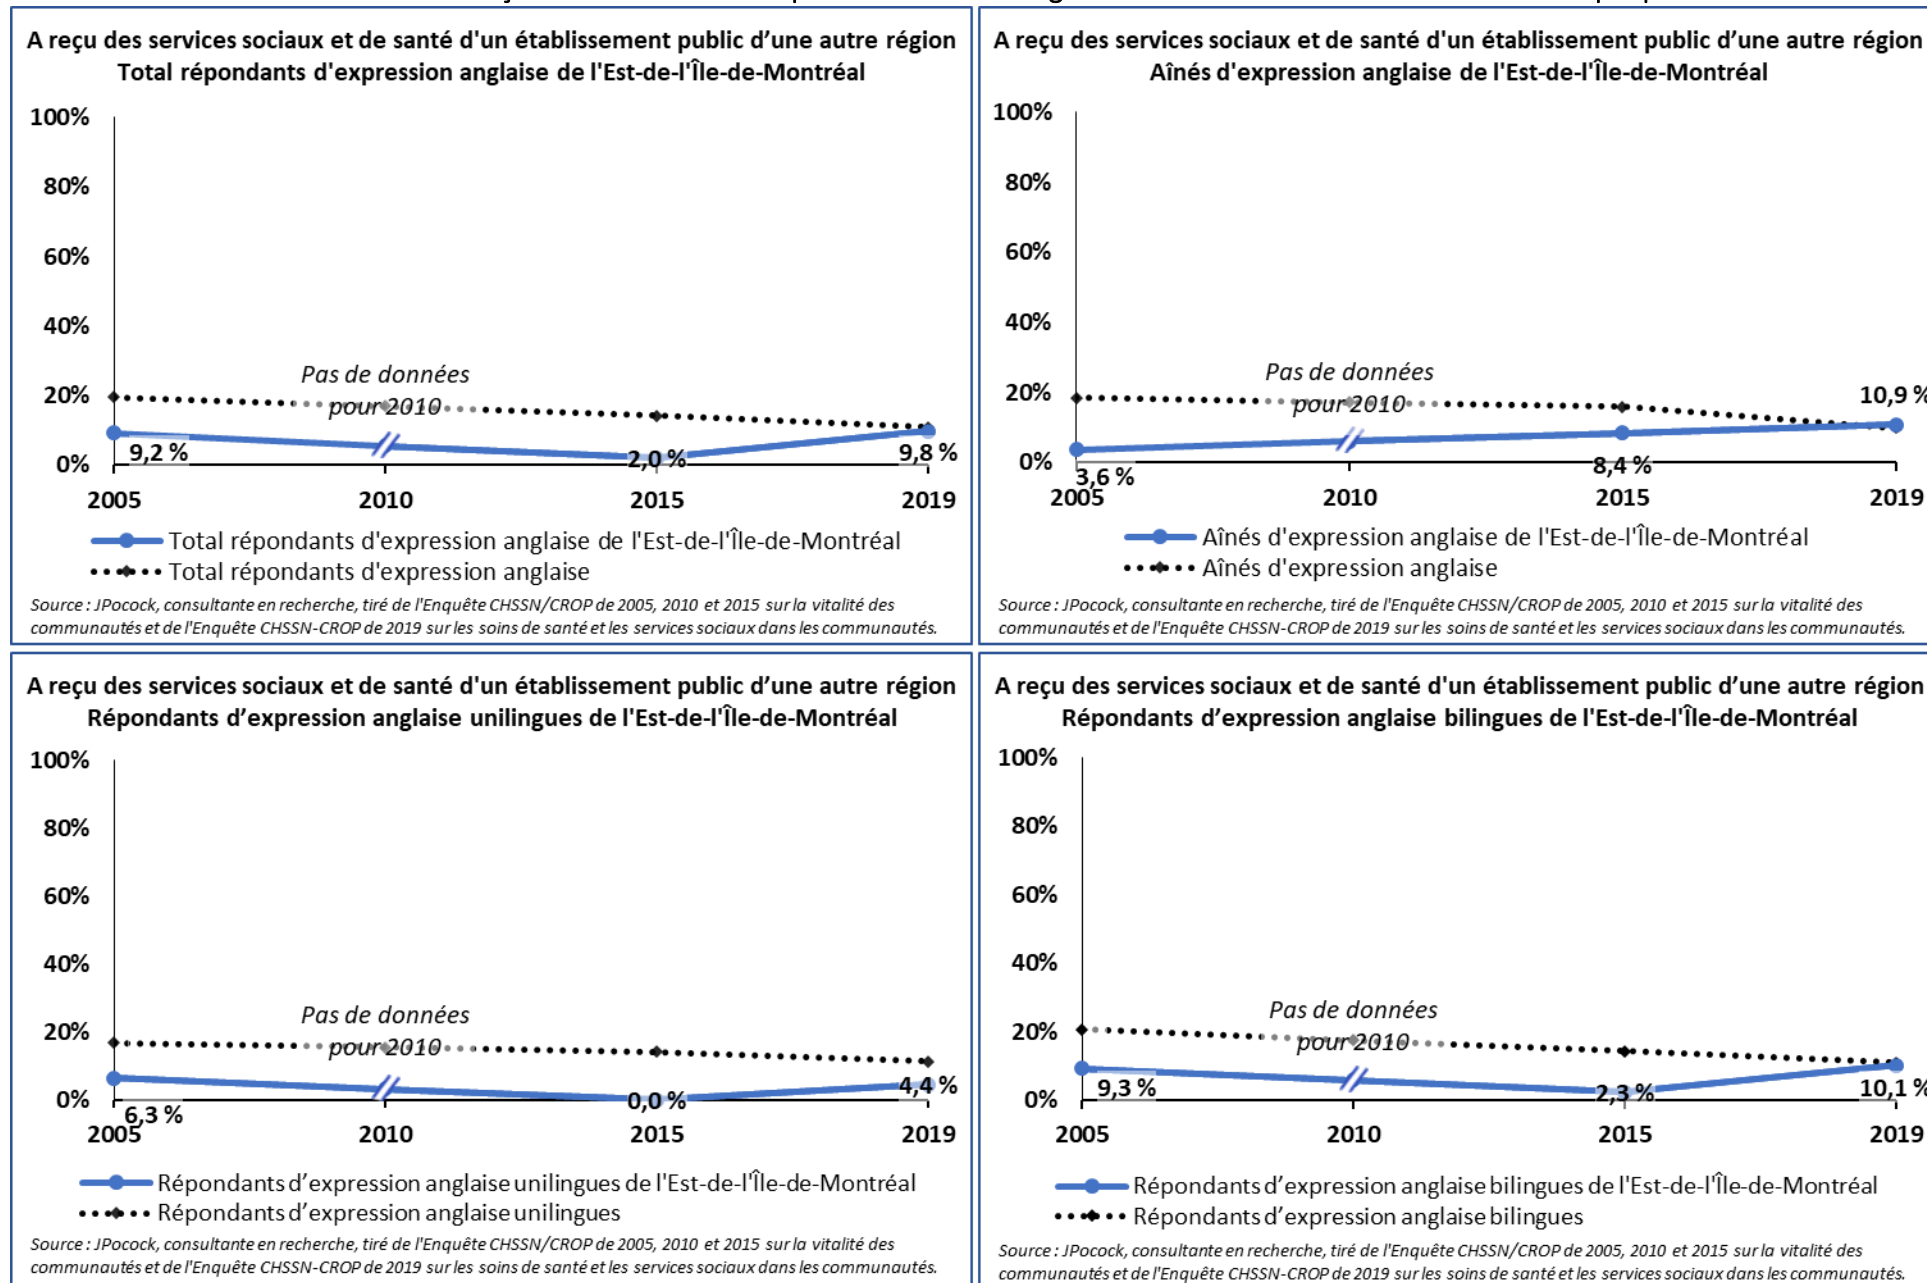 A reçu des services sociaux et de santé d'un établissement public d’une autre région
Total répondants d'expression anglaise de l'Est-de-l'Île-de-Montréal
100%
80%
60%
40%
20%
0%
Pas de données
pour 2010
9,2 %
2,0 %
9,8 %
2005
2010
2015
2019
Total répondants d'expression anglaise de l'Est-de-l'Île-de-Montréal
Total répondants d'expression anglaise
Source : JPocock, consultante en recherche, tiré de l'Enquête CHSSN/CROP de 2005, 2010 et 2015 sur la vitalité des
communautés et de l'Enquête CHSSN-CROP de 2019 sur les soins de santé et les services sociaux dans les communautés.
A reçu des services sociaux et de santé d'un établissement public d’une autre région
Aînés d'expression anglaise de l'Est-de-l'Île-de-Montréal
100%
80%
60%
40%
20%
0%
Pas de données
pour 2010
3,6 %
8,4 %
10,9 %
2005
2010
2015
2019
Aînés d'expression anglaise de l'Est-de-l'Île-de-Montréal
Aînés d'expression anglaise
Source : JPocock, consultante en recherche, tiré de l'Enquête CHSSN/CROP de 2005, 2010 et 2015 sur la vitalité des
communautés et de l'Enquête CHSSN-CROP de 2019 sur les soins de santé et les services sociaux dans les communautés.
A reçu des services sociaux et de santé d'un établissement public d’une autre région
Répondants d’expression anglaise unilingues de l'Est-de-l'Île-de-Montréal
100%
80%
60%
40%
20%
0%
Pas de données
pour 2010
6,3 %
0,0 %
4,4 %
2005
2010
2015
2019
Répondants d’expression anglaise unilingues de l'Est-de-l'Île-de-Montréal
Répondants d’expression anglaise unilingues
Source : JPocock, consultante en recherche, tiré de l'Enquête CHSSN/CROP de 2005, 2010 et 2015 sur la vitalité des
communautés et de l'Enquête CHSSN-CROP de 2019 sur les soins de santé et les services sociaux dans les communautés.
A reçu des services sociaux et de santé d'un établissement public d’une autre région
Répondants d’expression anglaise bilingues de l'Est-de-l'Île-de-Montréal
100%
80%
60%
40%
20%
0%
Pas de données
pour 2010
9,3 %
2,3 %
10,1 %
2005
2010
2015
2019
Répondants d’expression anglaise bilingues de l'Est-de-l'Île-de-Montréal
Répondants d’expression anglaise bilingues
Source : JPocock, consultante en recherche, tiré de l'Enquête CHSSN/CROP de 2005, 2010 et 2015 sur la vitalité des
communautés et de l'Enquête CHSSN-CROP de 2019 sur les soins de santé et les services sociaux dans les communautés.